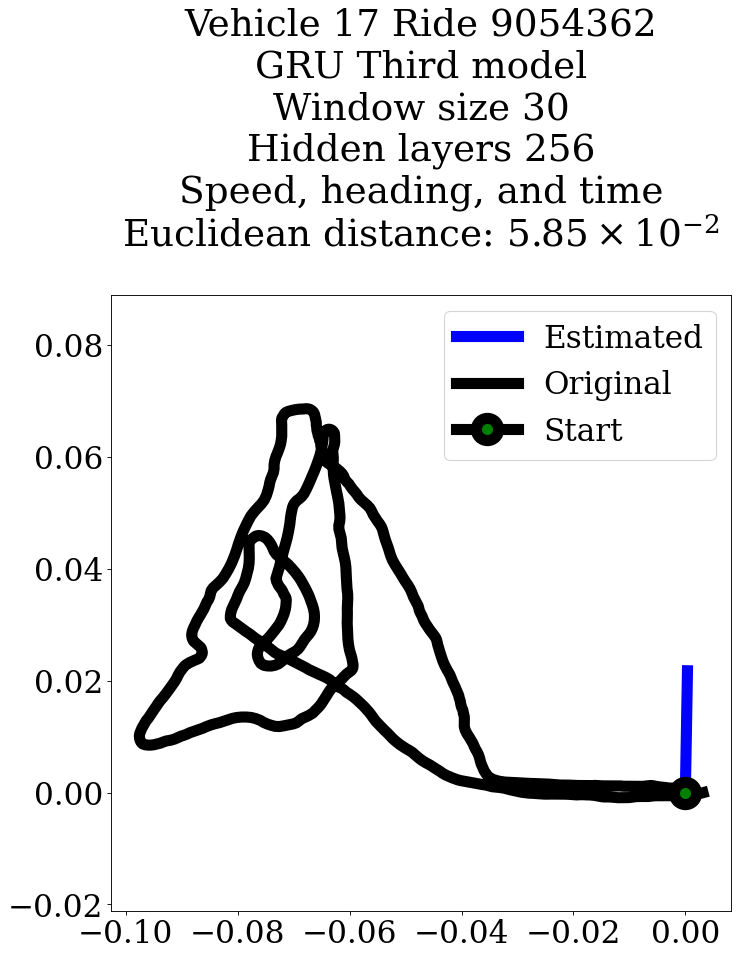 Vehicle 17 Ride 9054362
GRU Third model
Window size 30
Hidden layers 256
Speed, heading, and time
Euclidean distance: 5.85 × 10⁻²
Estimated
Original
Start
0.08
0.06
0.04
0.02
0.00
−0.02
−0.10
−0.08
−0.06
−0.04
−0.02
0.00